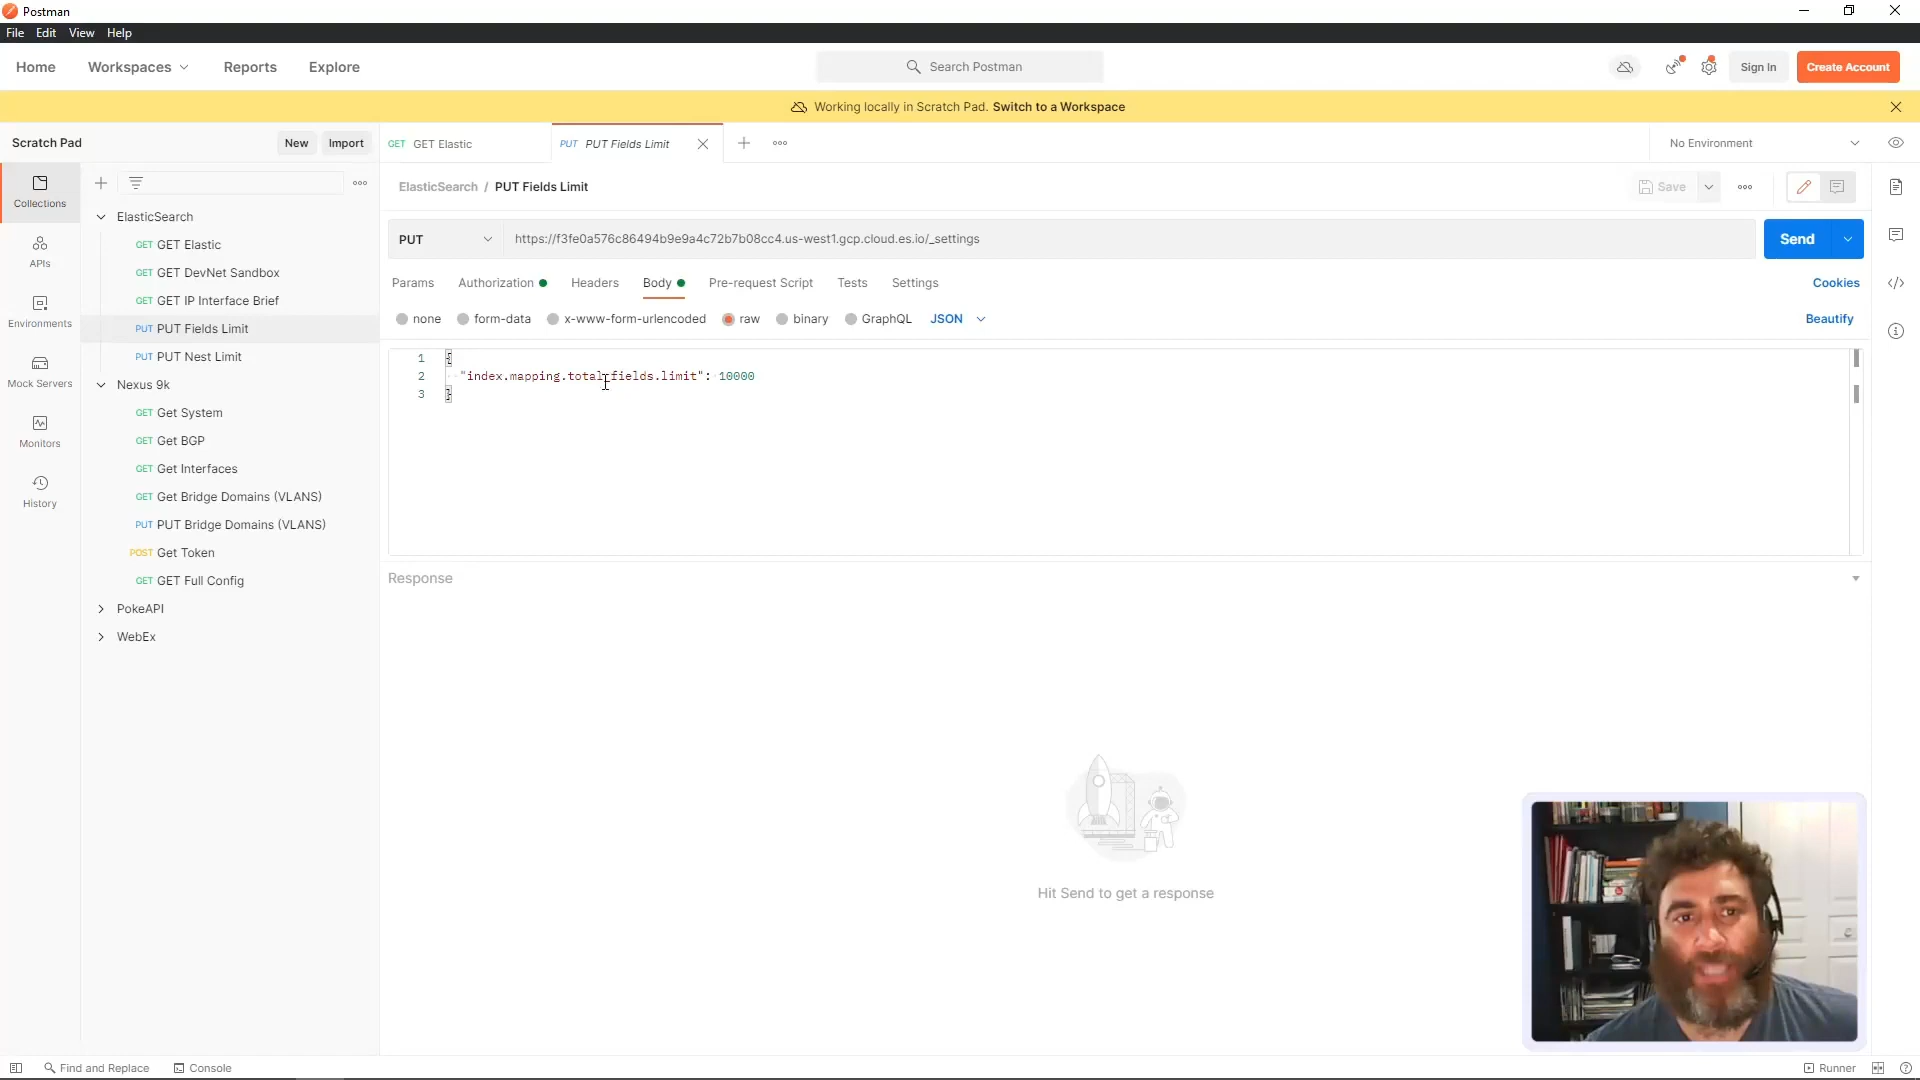 Postman
File Edit View Help
Home Workspaces Reports Explore
Search Postman
Sign In Create Account
Working locally in Scratch Pad. Switch to a Workspace
Scratch Pad New Import
GET GET Elastic PUT PUT Fields Limit
No Environment
Collections
APIs
Environments
Mock Servers
Monitors
History
ElasticSearch
GET GET Elastic
GET GET DevNet Sandbox
GET GET IP Interface Brief
PUT PUT Fields Limit
PUT PUT Nest Limit
Nexus 9k
GET Get System
GET Get BGP
GET Get Interfaces
GET Get Bridge Domains (VLANS)
PUT PUT Bridge Domains (VLANS)
POST Get Token
GET GET Full Config
PokeAPI
WebEx
ElasticSearch / PUT Fields Limit
Save
PUT https://f3fe0a576c86494b9e9a4c72b7b08cc4.us-west1.gcp.cloud.es.io/_settings
Send
Params Authorization Headers Body Pre-request Script Tests Settings Cookies
none form-data x-www-form-urlencoded raw binary GraphQL JSON Beautify
1 {
2 "index.mapping.total_fields.limit": 10000
3 }
Response
Hit Send to get a response
Find and Replace Console Runner